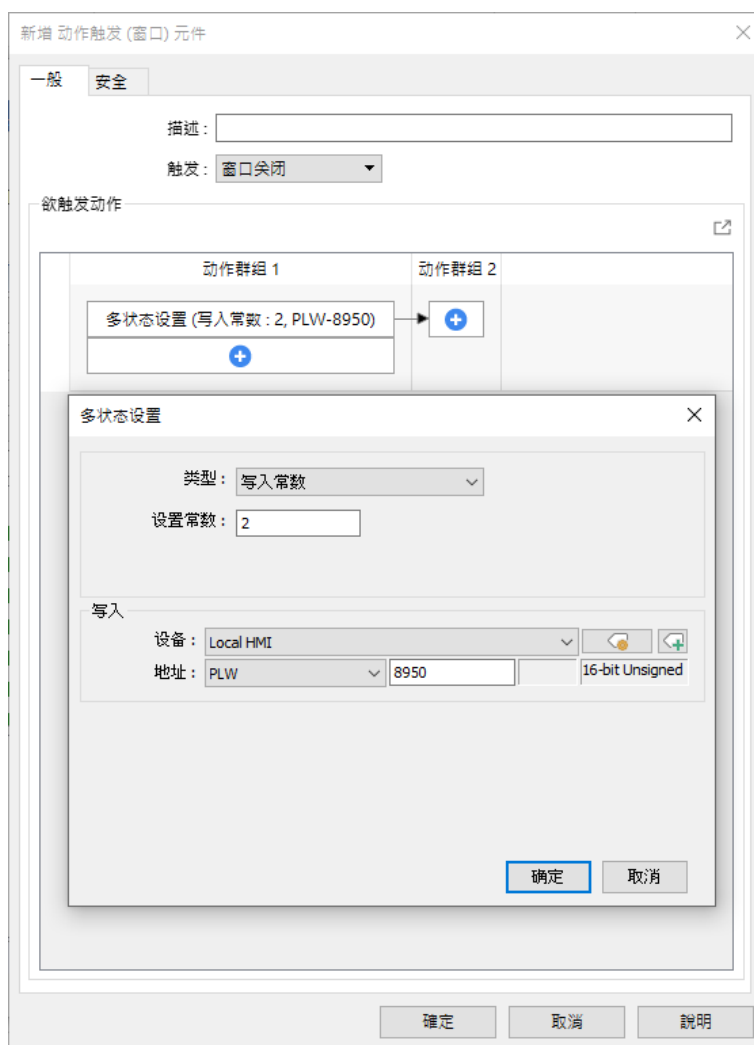 新增 动作触发 (窗口) 元件
一般 安全
描述 :
触发 : 窗口关闭
欲触发动作
动作群组 1 动作群组 2
多状态设置 (写入常数 : 2, PLW-8950)
多状态设置
类型 : 写入常数
设置常数 : 2
写入
设备 : Local HMI
地址 : PLW 8950 16-bit Unsigned
确定 取消
確定 取消 說明